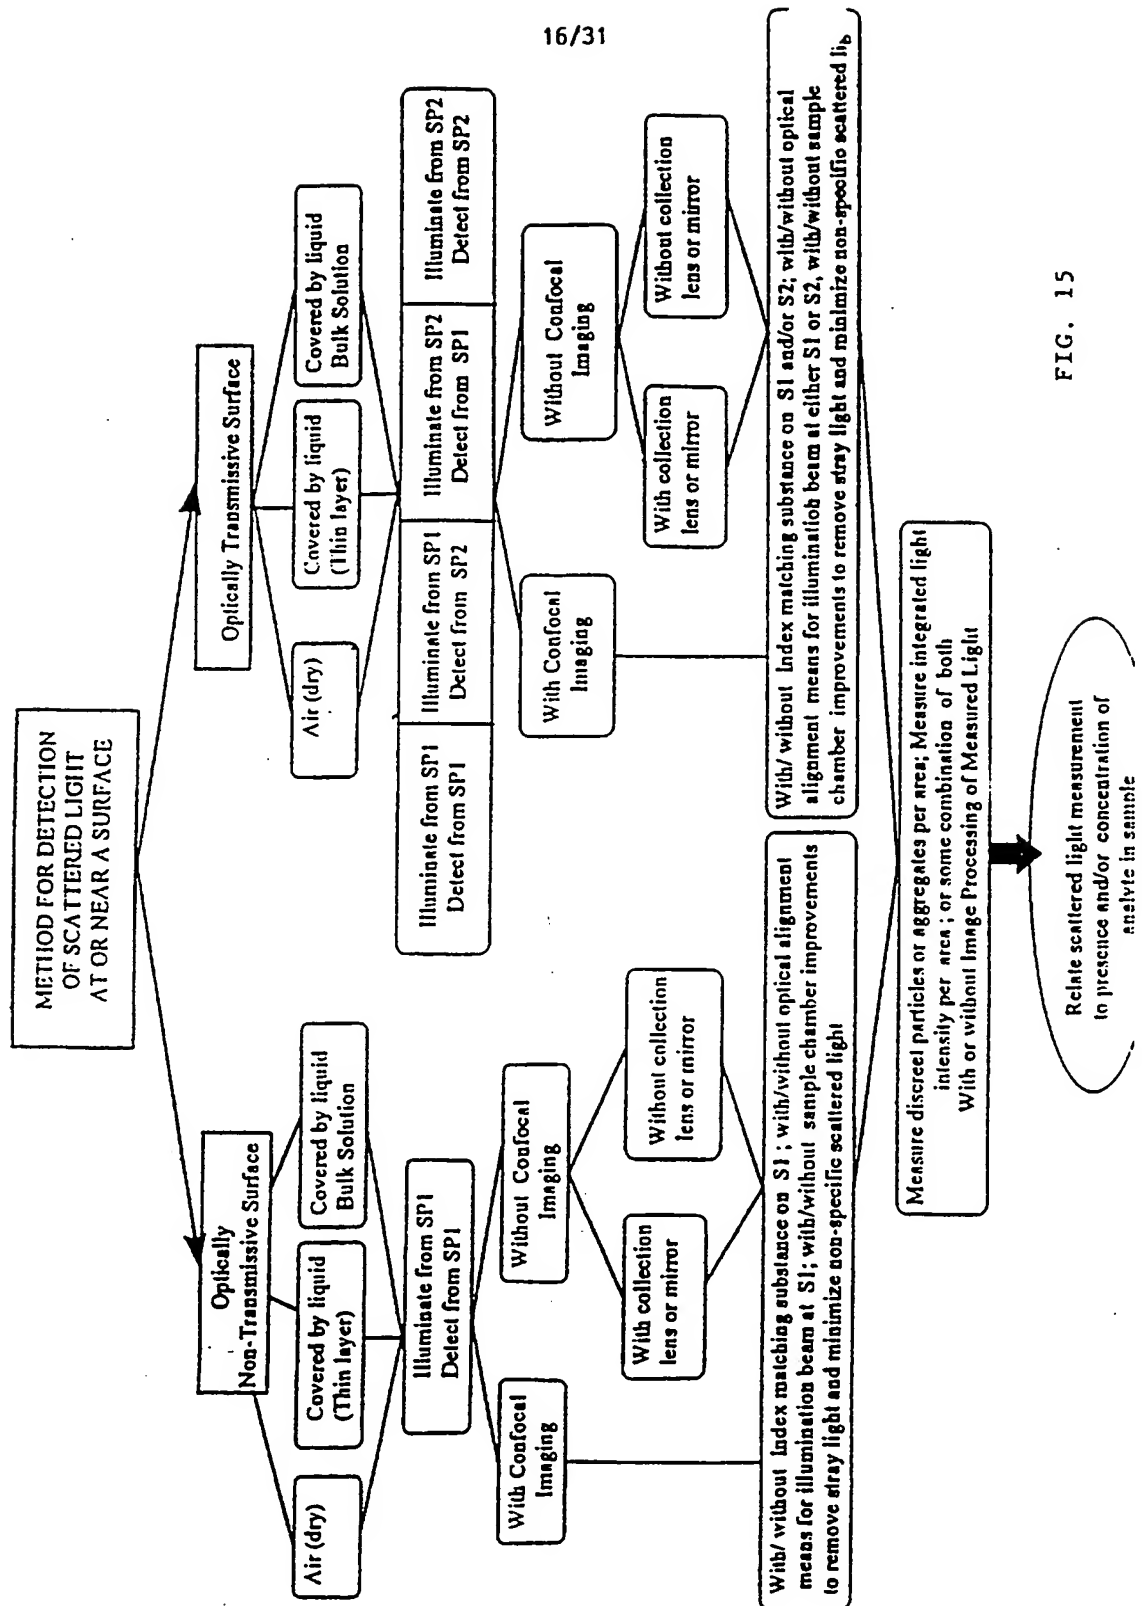 16/31
METHOD FOR DETECTION
OF SCATTERED LIGHT
AT OR NEAR A SURFACE
Optically
Non-Transmissive Surface
Optically Transmissive Surface
Air (dry)
Covered by liquid
(Thin layer)
Covered by liquid
Bulk Solution
Air (dry)
Covered by liquid
(Thin layer)
Covered by liquid
Bulk Solution
Illuminate from SP1
Detect from SP1
Illuminate from SP1
Detect from SP1
Illuminate from SP1
Detect from SP2
Illuminate from SP2
Detect from SP1
Illuminate from SP2
Detect from SP2
With Confocal
Imaging
Without Confocal
Imaging
With Confocal
Imaging
Without Confocal
Imaging
With collection
lens or mirror
Without collection
lens or mirror
With collection
lens or mirror
Without collection
lens or mirror
With/ without Index matching substance on S1 ; with/without optical alignment
means for illumination beam at S1; with/without sample chamber improvements
to remove stray light and minimize non-specific scattered light
With/ without Index matching substance on S1 and/or S2; with/without optical
alignment means for illumination beam at either S1 or S2, with/without sample
chamber improvements to remove stray light and minimize non-specific scattered
Measure discreet particles or aggregates per area; Measure integrated light
intensity per area ; or some combination of both
With or without Image Processing of Measured Light
Relate scattered light measurement
to presence and/or concentration of
analyte in sample
FIG. 15